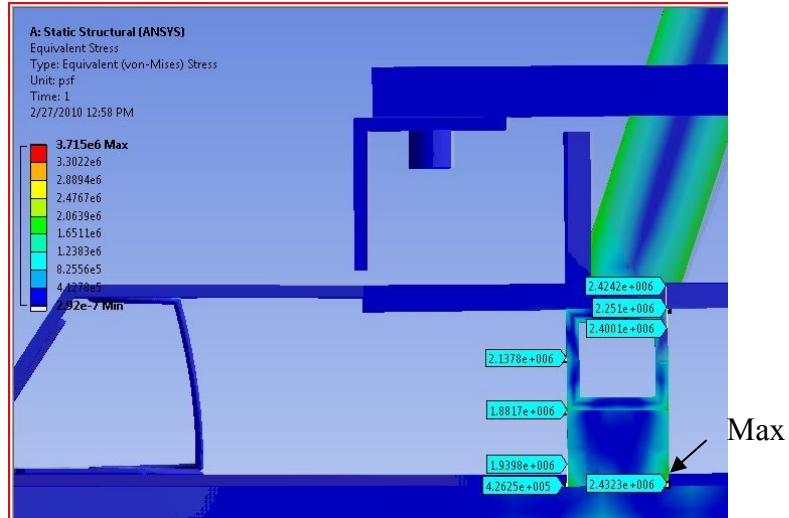 A: Static Structural (ANSYS)
Equivalent Stress
Type: Equivalent (von-Mises) Stress
Unit: psf
Time: 1
2/27/2010 12:58 PM
3.715e6 Max
3.3022e6
2.8894e6
2.4767e6
2.0639e6
1.6511e6
1.2383e6
8.2556e5
4.1278e5
2.92e-7 Min
2.4242e+006
2.251e+006
2.4001e+006
2.1378e+006
1.8817e+006
Max
1.9398e+006
4.2625e+005
2.4323e+006